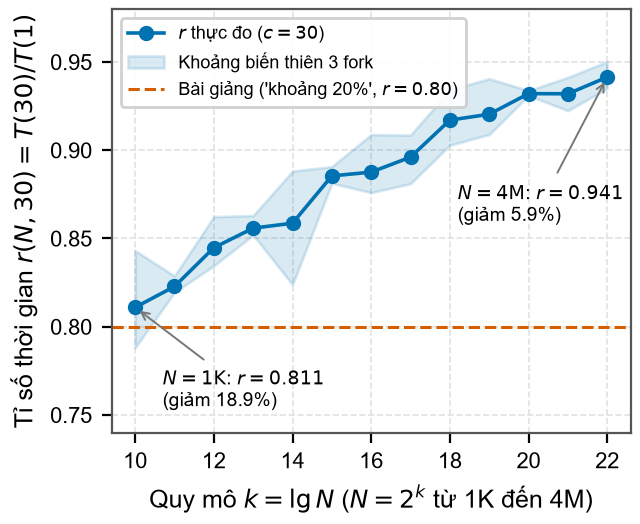 r thực đo (c = 30)
Khoảng biến thiên 3 fork
Bài giảng ('khoảng 20%', r = 0.80)
Tỉ số thời gian r(N, 30) = T(30)/T(1)
0.95
0.90
0.85
0.80
0.75
N = 4M: r = 0.941
(giảm 5.9%)
N = 1K: r = 0.811
(giảm 18.9%)
10 12 14 16 18 20 22
Quy mô k = lg N (N = 2^k từ 1K đến 4M)